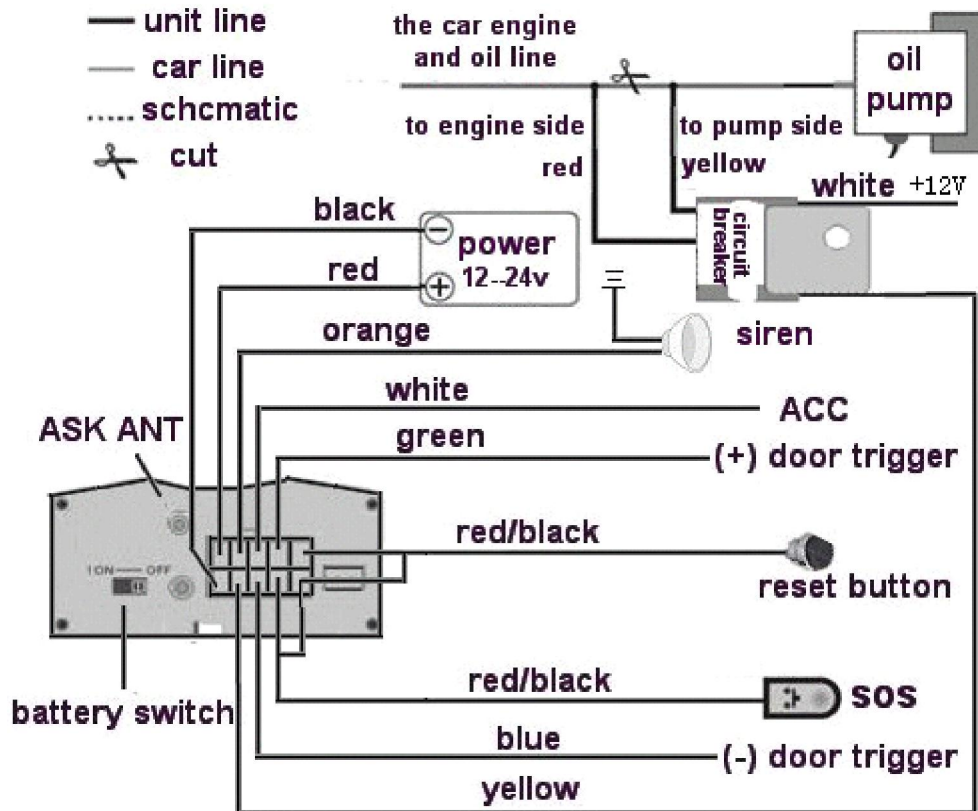 unit line
car line
schcmatic
cut
the car engine
and oil line
oil
pump
to engine side
red
to pump side
yellow
white +12V
circuit
breaker
black
power
12--24v
red
orange
siren
white
ACC
ASK ANT
green
(+) door trigger
red/black
reset button
ON OFF
battery switch
red/black
SOS
blue
(-) door trigger
yellow